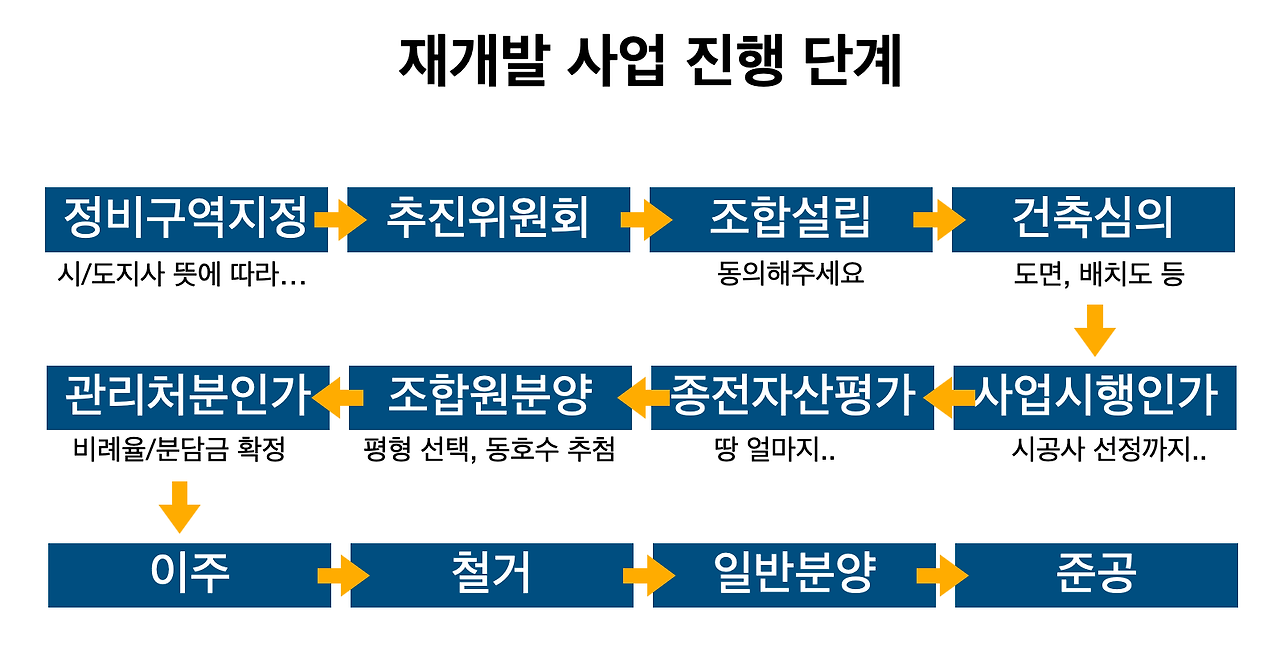 재개발 사업 진행 단계
정비구역지정
시/도지사 뜻에 따라...
추진위원회
조합설립
동의해주세요
건축심의
도면, 배치도 등
사업시행인가
시공사 선정까지..
종전자산평가
땅 얼마지..
조합원분양
평형 선택, 동호수 추첨
관리처분인가
비례율/분담금 확정
이주
철거
일반분양
준공